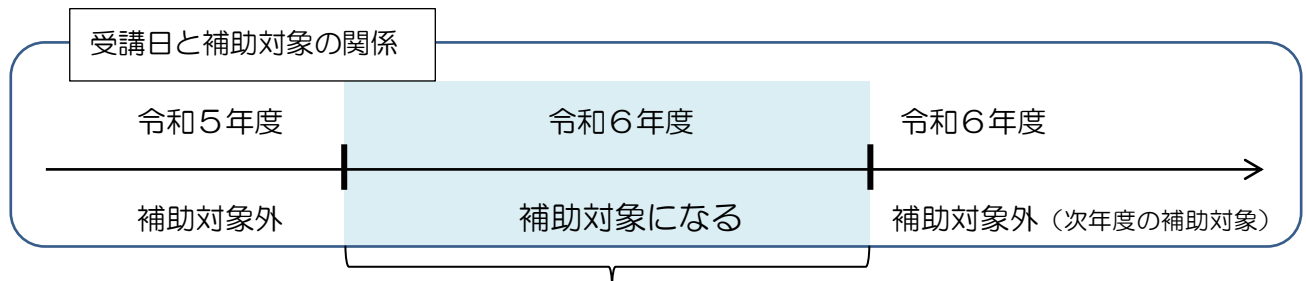 受講日と補助対象の関係
令和５年度 令和６年度 令和６年度
補助対象外 補助対象になる 補助対象外（次年度の補助対象）